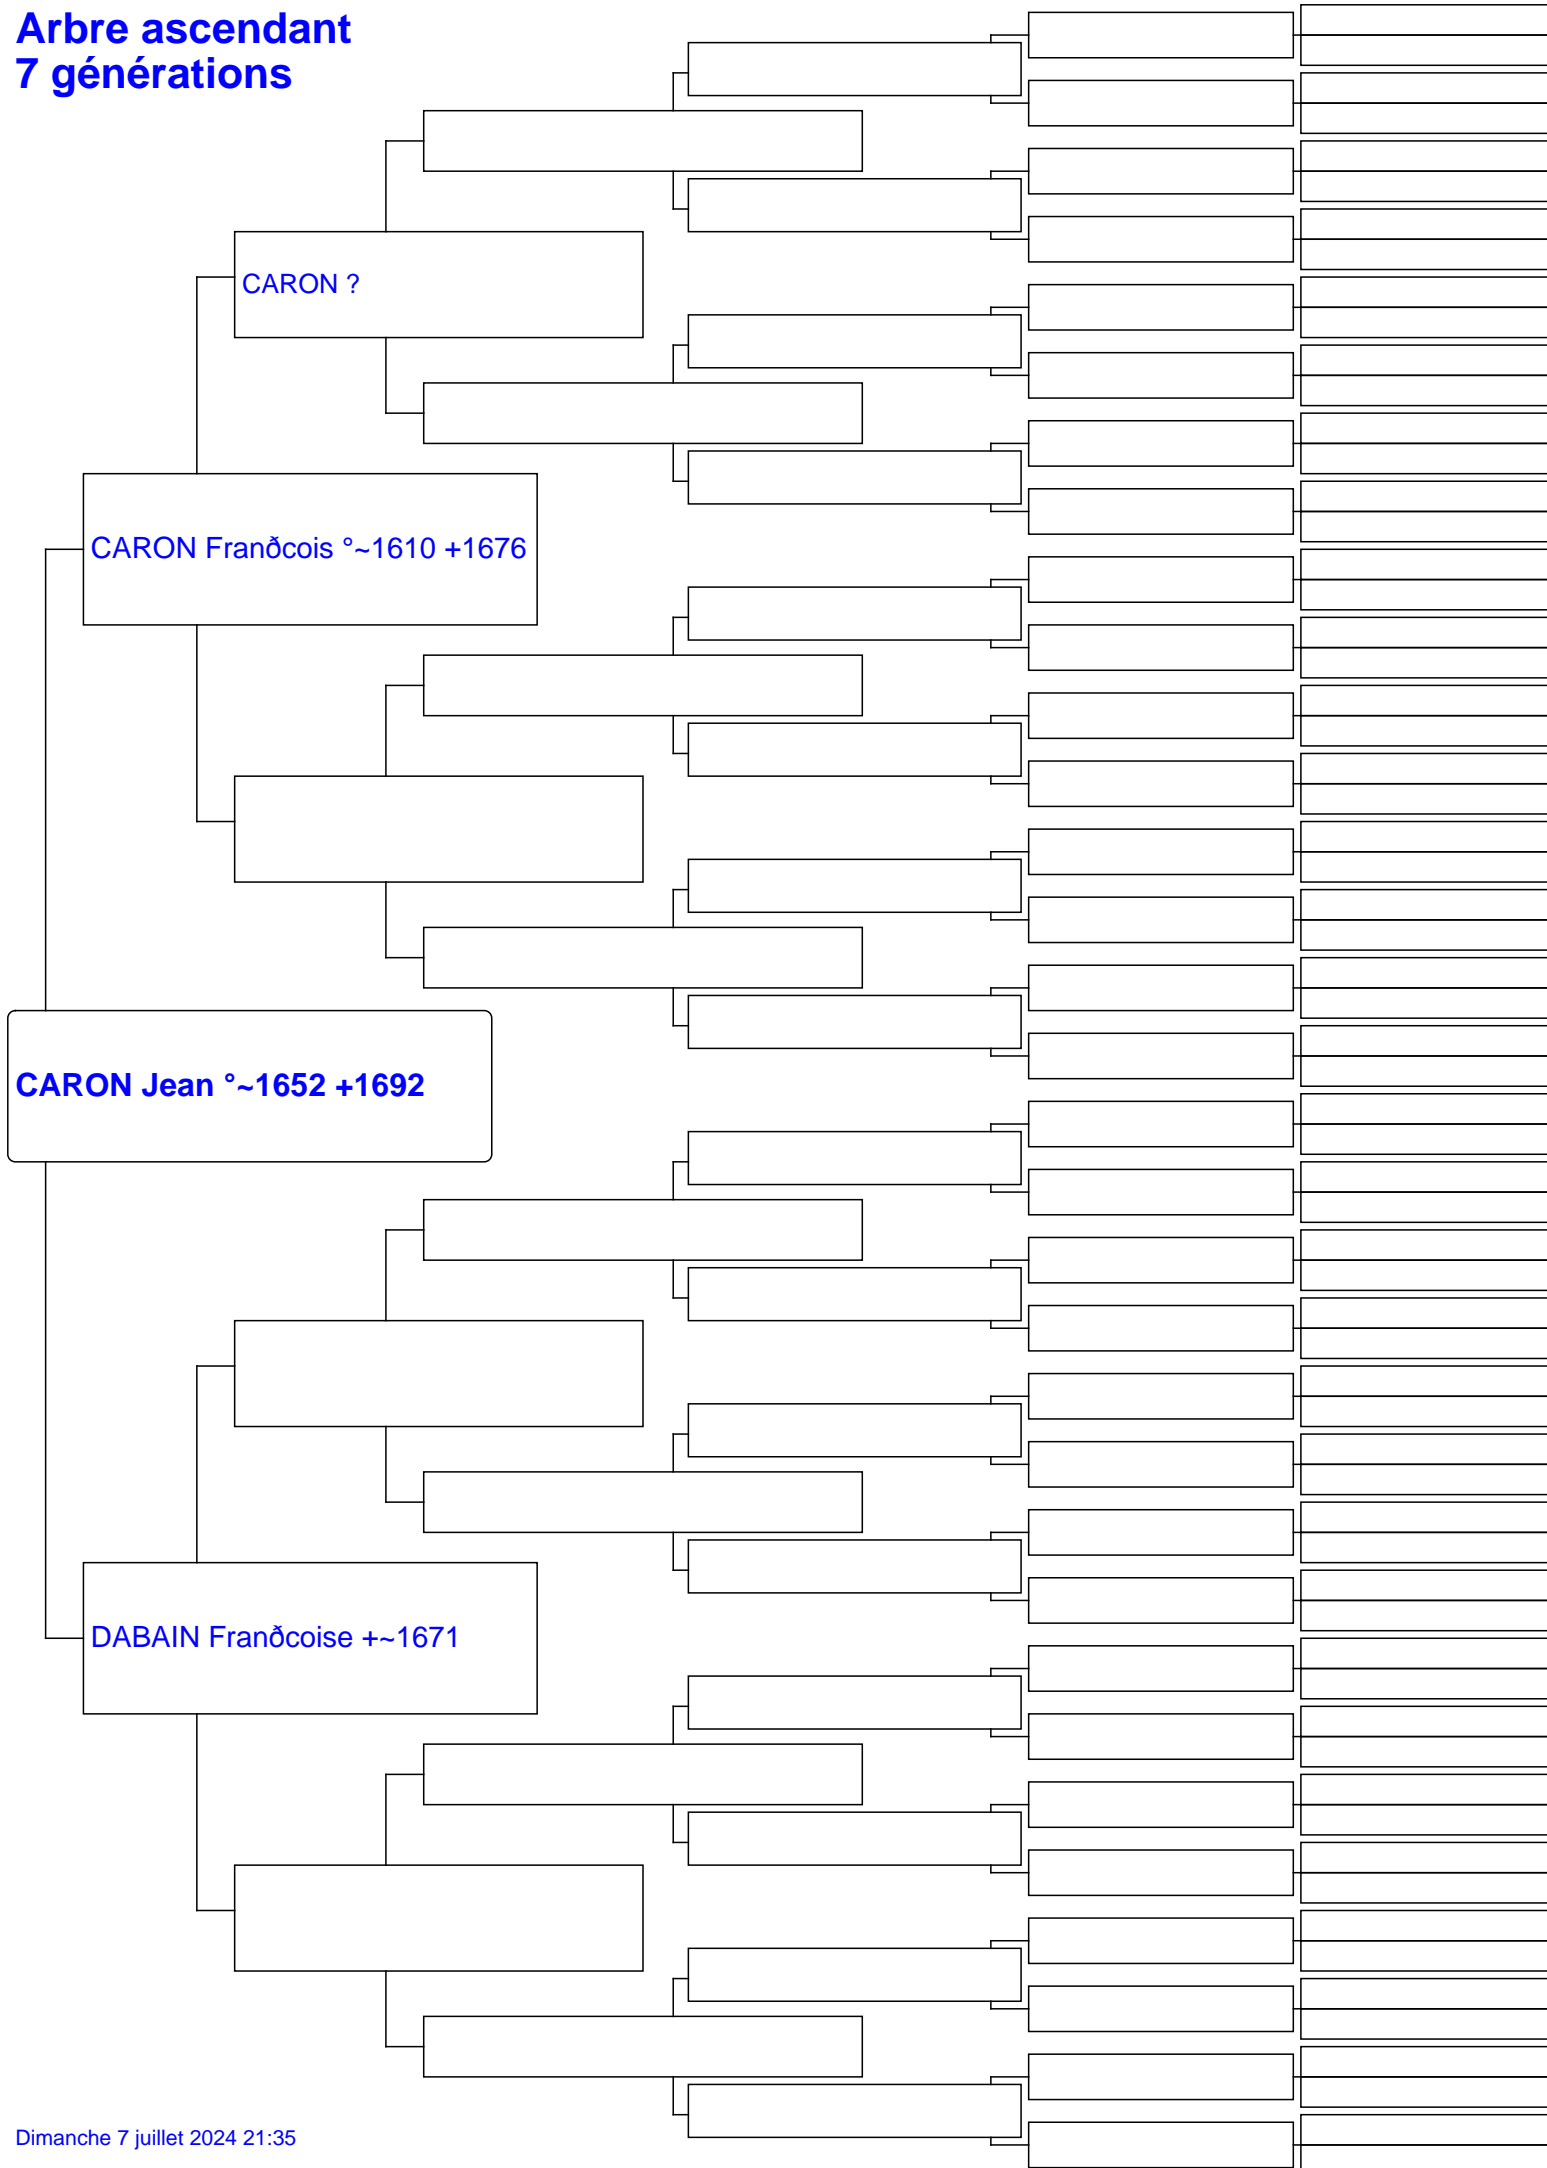 Arbre ascendant
7 générations
CARON ?
CARON Franðcois °~1610 +1676
CARON Jean °~1652 +1692
DABAIN Franðcoise +~1671
Dimanche 7 juillet 2024 21:35